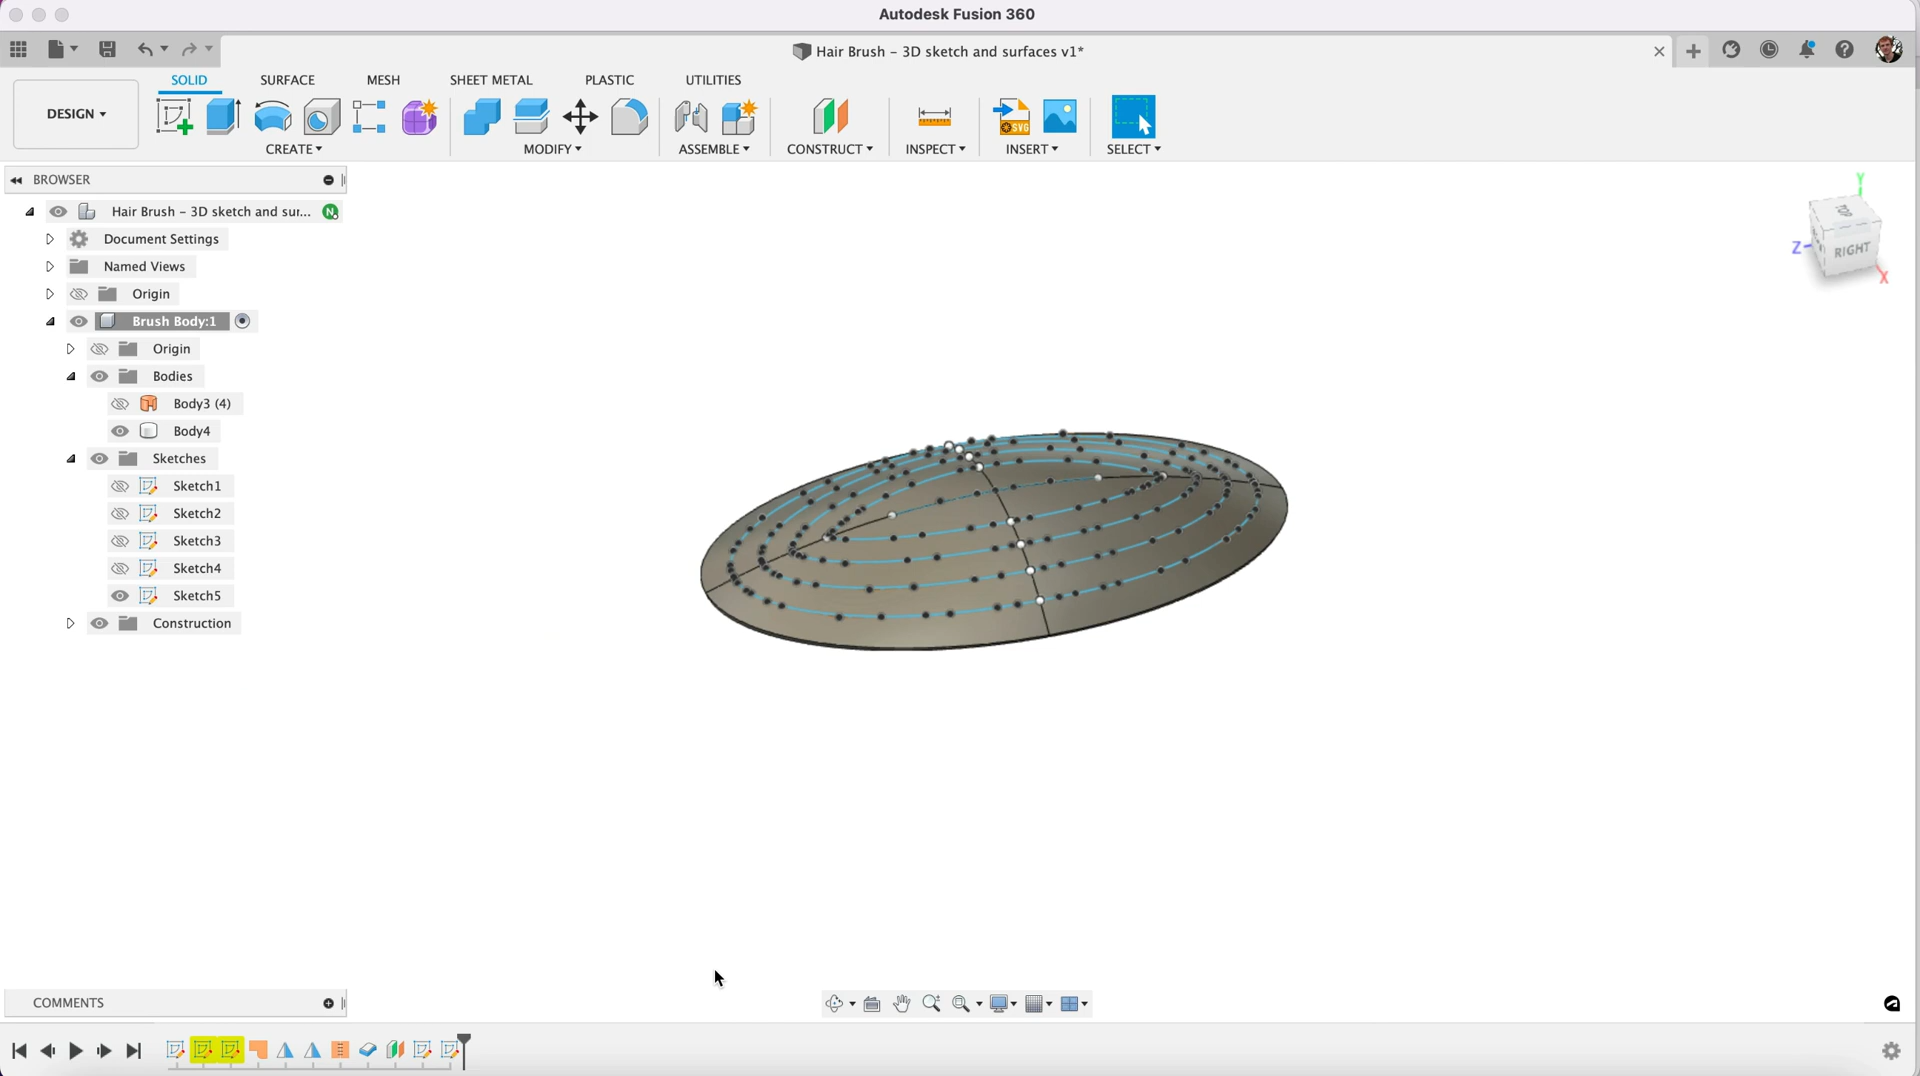 Autodesk Fusion 360
Hair Brush – 3D sketch and surfaces v1*
SOLID SURFACE MESH SHEET METAL PLASTIC UTILITIES
DESIGN
SVG
CREATE MODIFY ASSEMBLE CONSTRUCT INSPECT INSERT SELECT
BROWSER
Hair Brush – 3D sketch and sur... N
Document Settings
Named Views
Origin
Brush Body:1
Origin
Bodies
Body3 (4)
Body4
Sketches
Sketch1
Sketch2
Sketch3
Sketch4
Sketch5
Construction
Y
TOP
Z RIGHT
X
COMMENTS